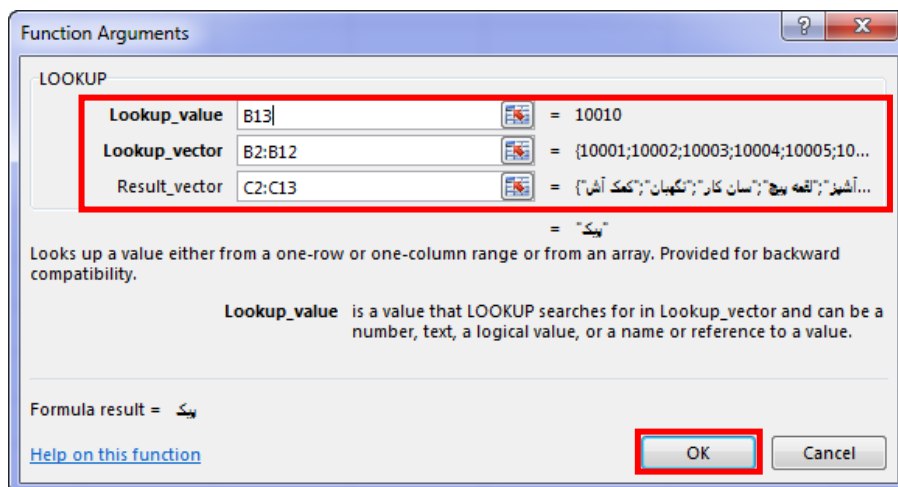 Function Arguments
LOOKUP
Lookup_value B13 = 10010
Lookup_vector B2:B12 = {10001;10002;10003;10004;10005;10...
Result_vector C2:C13 = {"آشپز";"لقمه پیچ";"سان کار";"نگهبان";"کمک آش...
= "پیک"
Looks up a value either from a one-row or one-column range or from an array. Provided for backward
compatibility.
Lookup_value is a value that LOOKUP searches for in Lookup_vector and can be a
number, text, a logical value, or a name or reference to a value.
Formula result = پیک
Help on this function OK Cancel